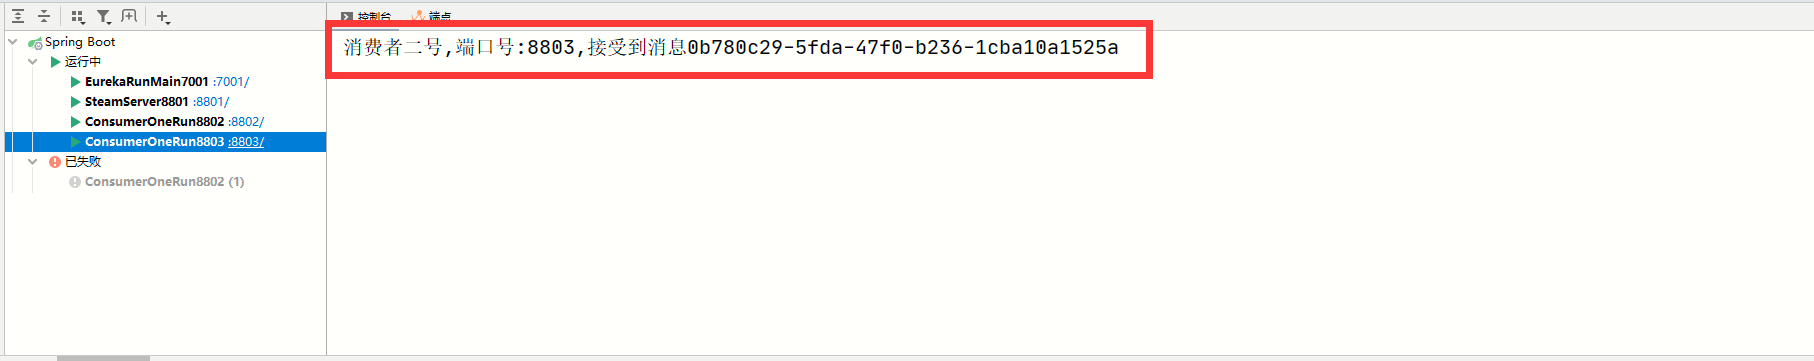 控制台 端点
Spring Boot
运行中
EurekaRunMain7001 :7001/
SteamServer8801 :8801/
ConsumerOneRun8802 :8802/
ConsumerOneRun8803 :8803/
已失败
ConsumerOneRun8802 (1)
消费者二号,端口号:8803,接受到消息0b780c29-5fda-47f0-b236-1cba10a1525a